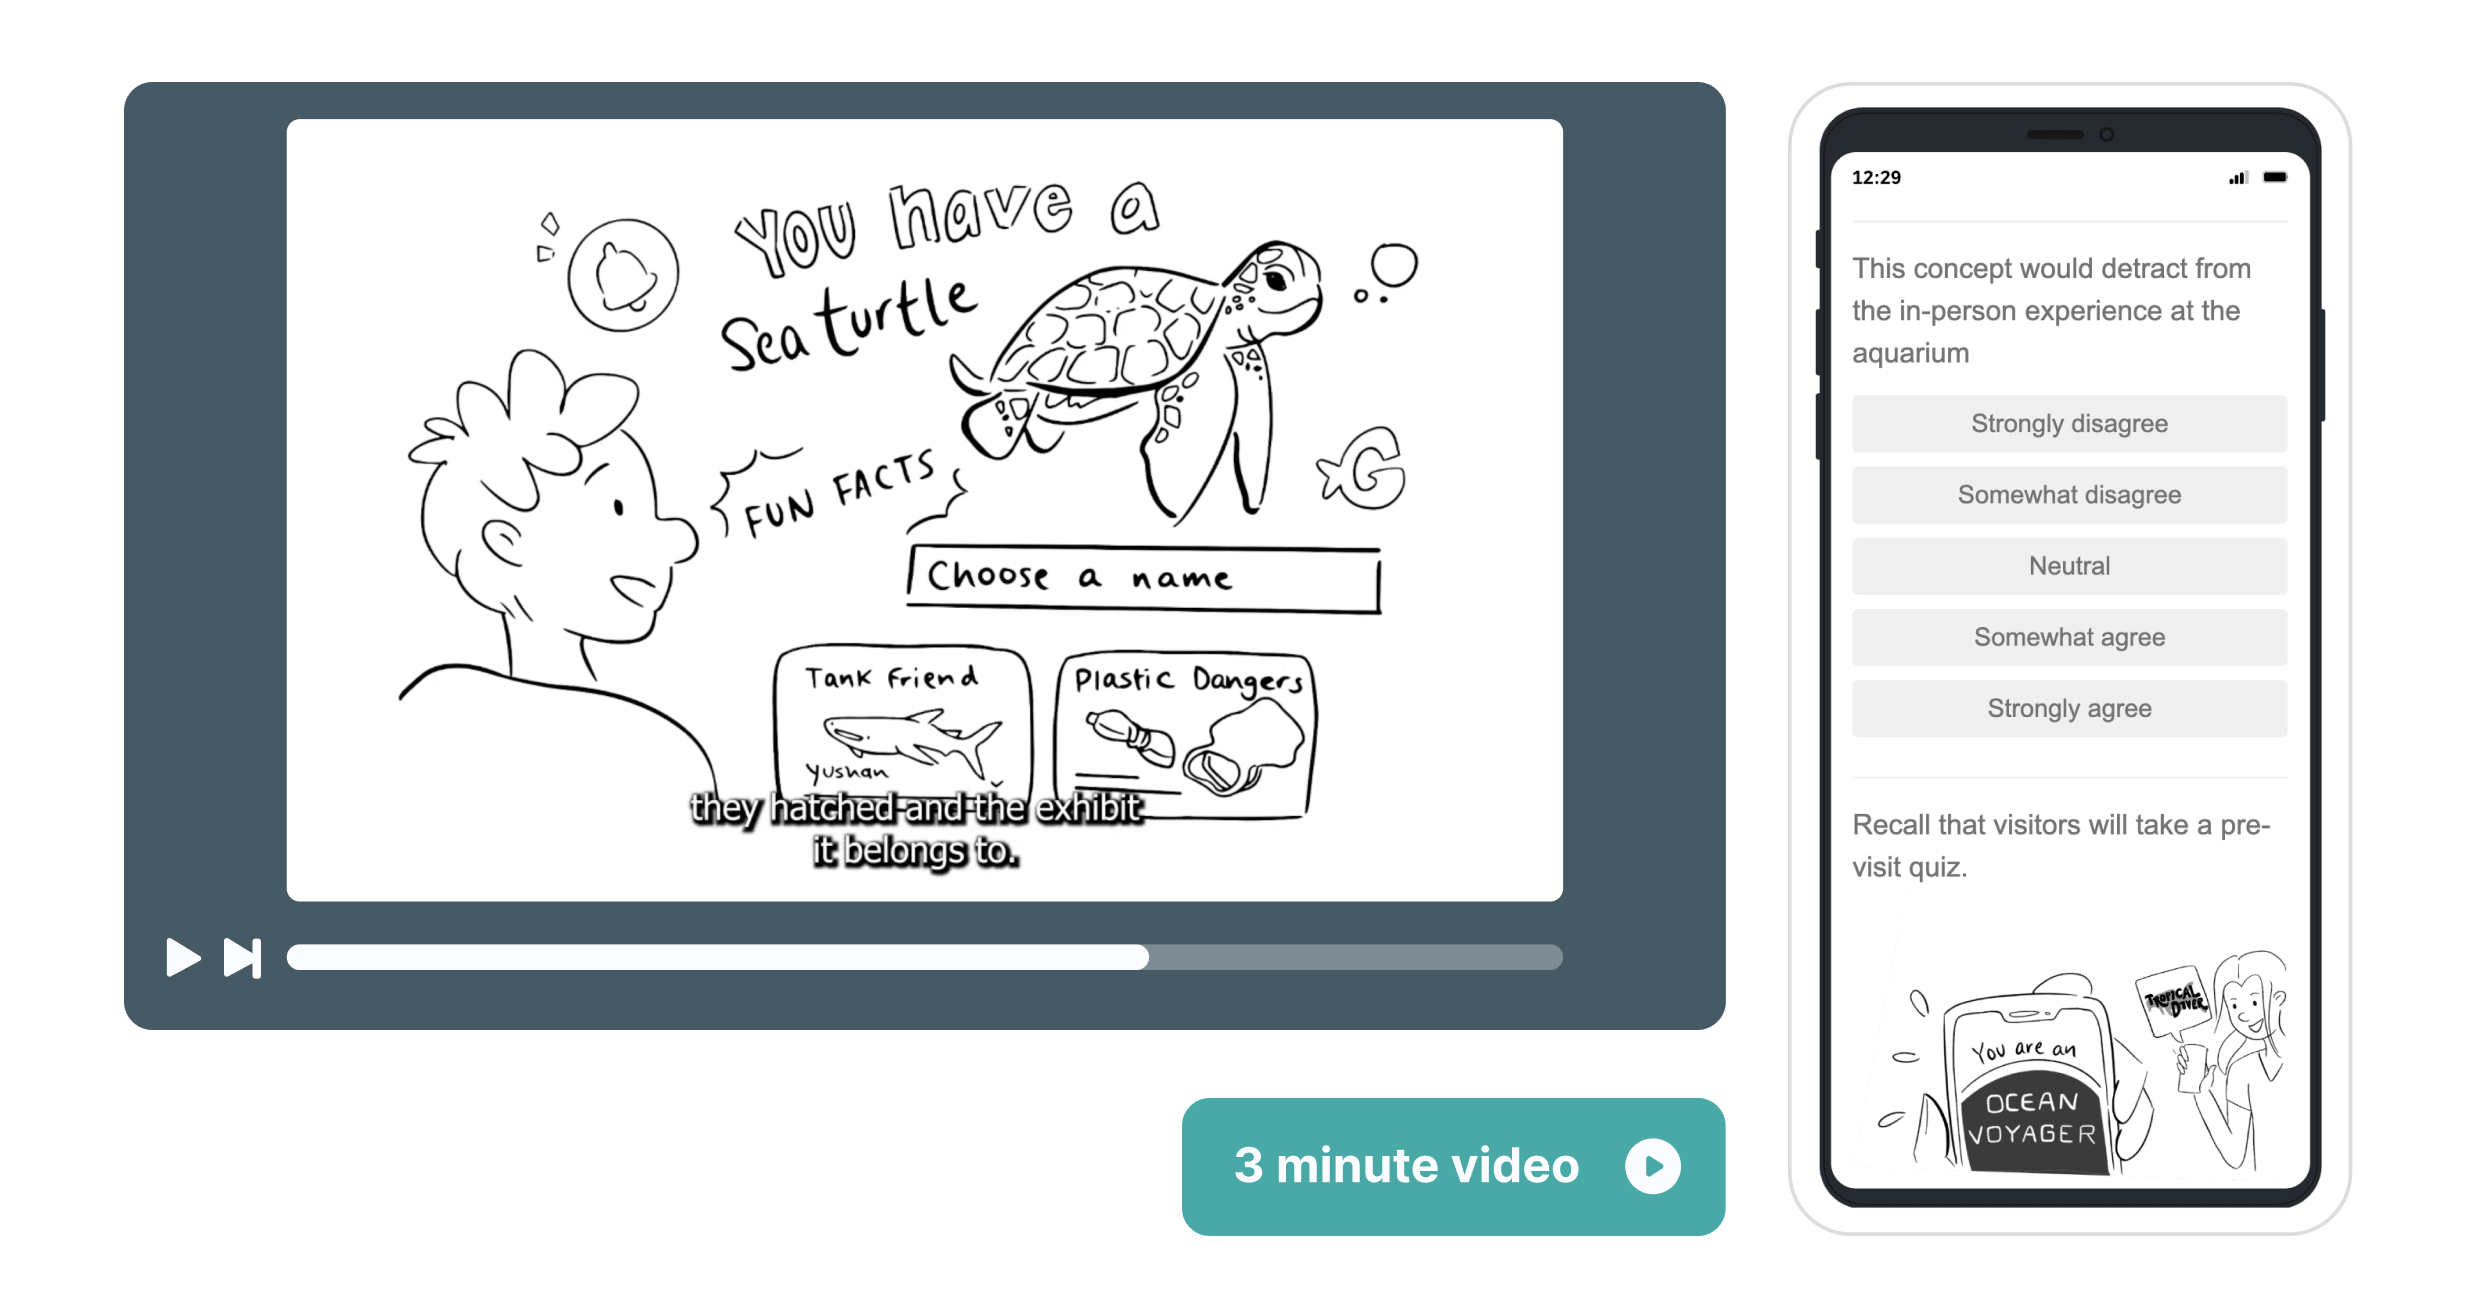 You have a
Sea turtle
FUN FACTS
G
Choose a name
Tank Friend
Yushan
Plastic Dangers
they hatched and the exhibit
it belongs to.
3 minute video
12:29
This concept would detract from
the in-person experience at the
aquarium
Strongly disagree
Somewhat disagree
Neutral
Somewhat agree
Strongly agree
Recall that visitors will take a pre-
visit quiz.
TROPICAL
DIVER
You are an
OCEAN
VOYAGER